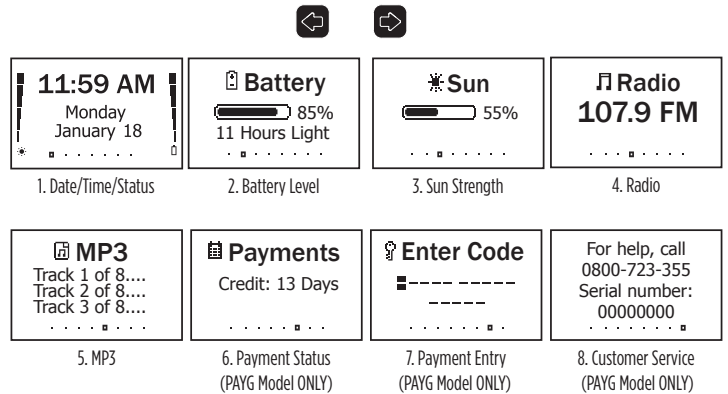 11:59 AM
Monday
January 18
1. Date/Time/Status
Battery
85%
11 Hours Light
2. Battery Level
Sun
55%
3. Sun Strength
Radio
107.9 FM
4. Radio
MP3
Track 1 of 8....
Track 2 of 8....
Track 3 of 8....
5. MP3
Payments
Credit: 13 Days
6. Payment Status
(PAYG Model ONLY)
Enter Code
7. Payment Entry
(PAYG Model ONLY)
For help, call
0800-723-355
Serial number:
00000000
8. Customer Service
(PAYG Model ONLY)